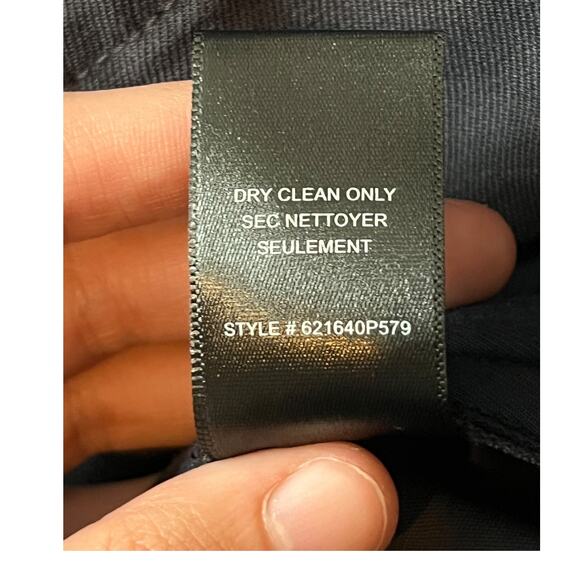 DRY CLEAN ONLY
SEC NETTOYER
SEULEMENT
STYLE # 621640P579